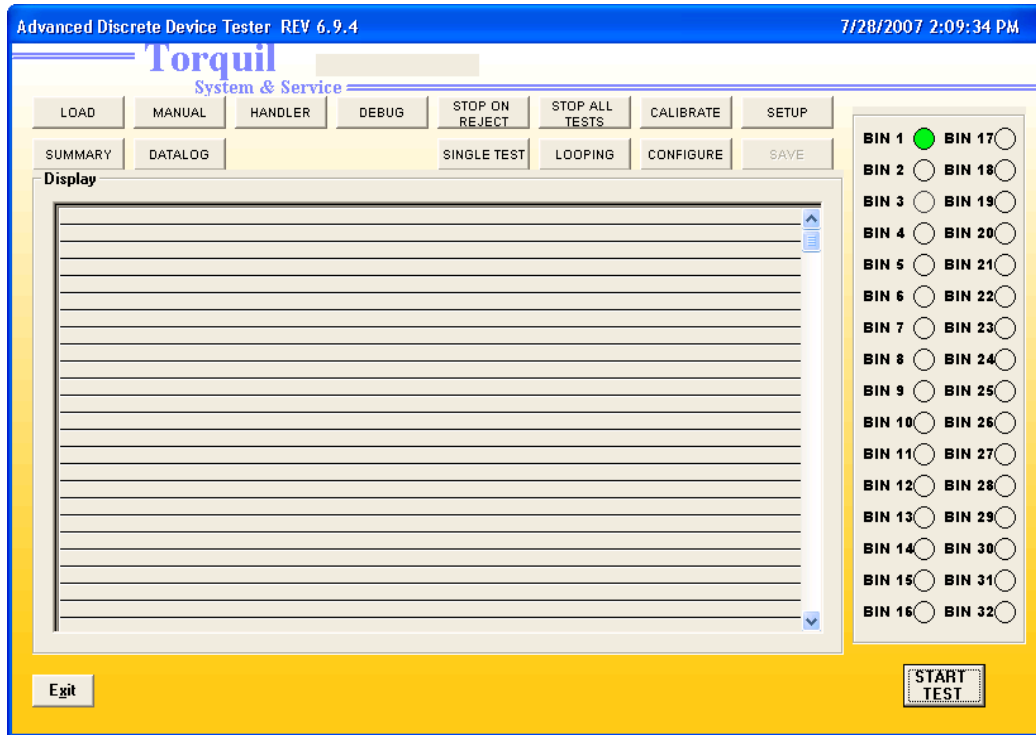 Advanced Discrete Device Tester REV 6.9.4 7/28/2007 2:09:34 PM
Torquil
System & Service
LOAD MANUAL HANDLER DEBUG STOP ON REJECT STOP ALL TESTS CALIBRATE SETUP
SUMMARY DATALOG SINGLE TEST LOOPING CONFIGURE SAVE
Display
BIN 1 BIN 17
BIN 2 BIN 18
BIN 3 BIN 19
BIN 4 BIN 20
BIN 5 BIN 21
BIN 6 BIN 22
BIN 7 BIN 23
BIN 8 BIN 24
BIN 9 BIN 25
BIN 10 BIN 26
BIN 11 BIN 27
BIN 12 BIN 28
BIN 13 BIN 29
BIN 14 BIN 30
BIN 15 BIN 31
BIN 16 BIN 32
Exit
START
TEST